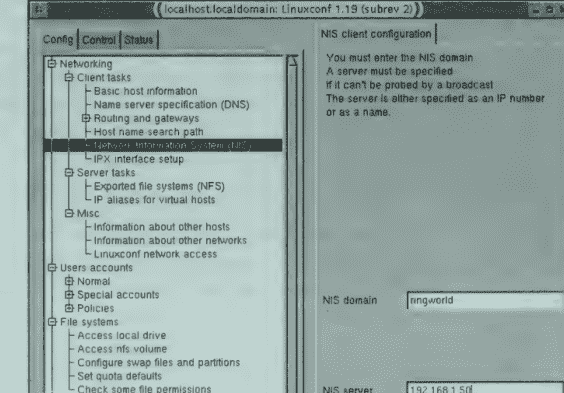 localhost.localdomain: Linuxconf 1.19 (subrev 2)
Config Control Status
Networking
Client tasks
Basic host information
Name server specification (DNS)
Routing and gateways
Host name search path
Network Information System (NIS)
IPX interface setup
Server tasks
Exported file systems (NFS)
IP aliases for virtual hosts
Misc
Information about other hosts
Information about other networks
Linuxconf network access
Users accounts
Normal
Special accounts
Policies
File systems
Access local drive
Access nfs volume
Configure swap files and partitions
Set quota defaults
Check some file permissions
NIS client configuration
You must enter the NIS domain
A server must be specified
if it can't be probed by a broadcast
The server is either specified as an IP number
or as a name.
NIS domain ringworld
NIS server 192.168.1.50